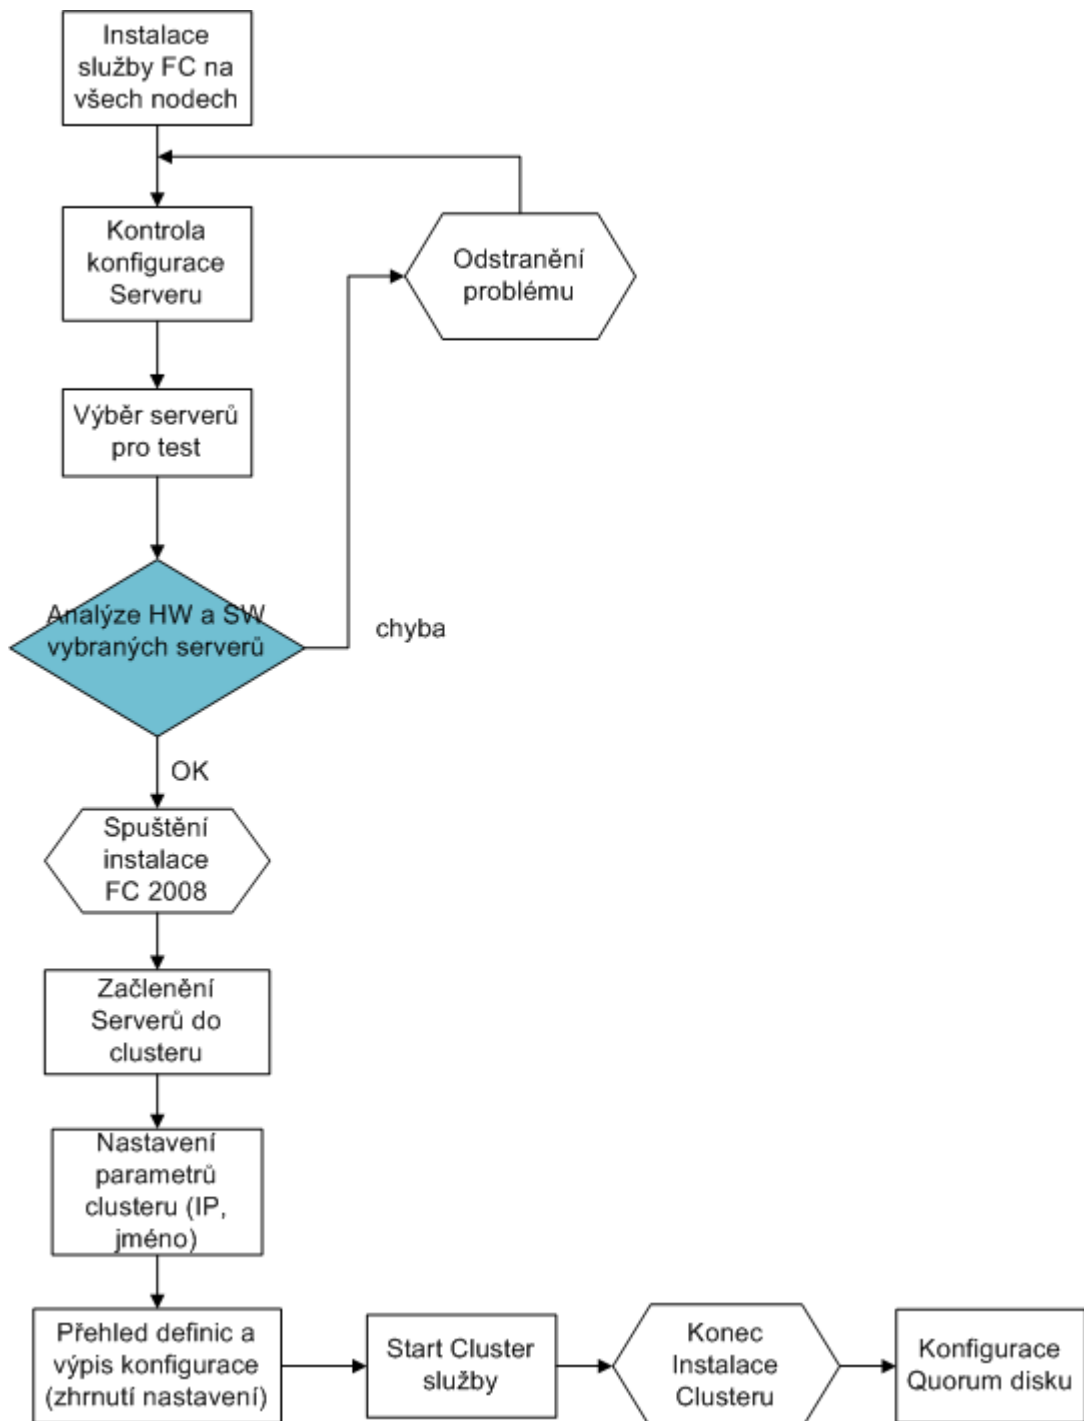 Instalace
služby FC na
všech nodech
Kontrola
konfigurace
Serveru
Odstranění
problému
Výběr serverů
pro test
Analýze HW a SW
vybraných serverů
chyba
OK
Spuštění
instalace
FC 2008
Začlenění
Serverů do
clusteru
Nastavení
parametrů
clusteru (IP,
jméno)
Přehled definic a
výpis konfigurace
(zhrnutí nastavení)
Start Cluster
služby
Konec
Instalace
Clusteru
Konfigurace
Quorum disku